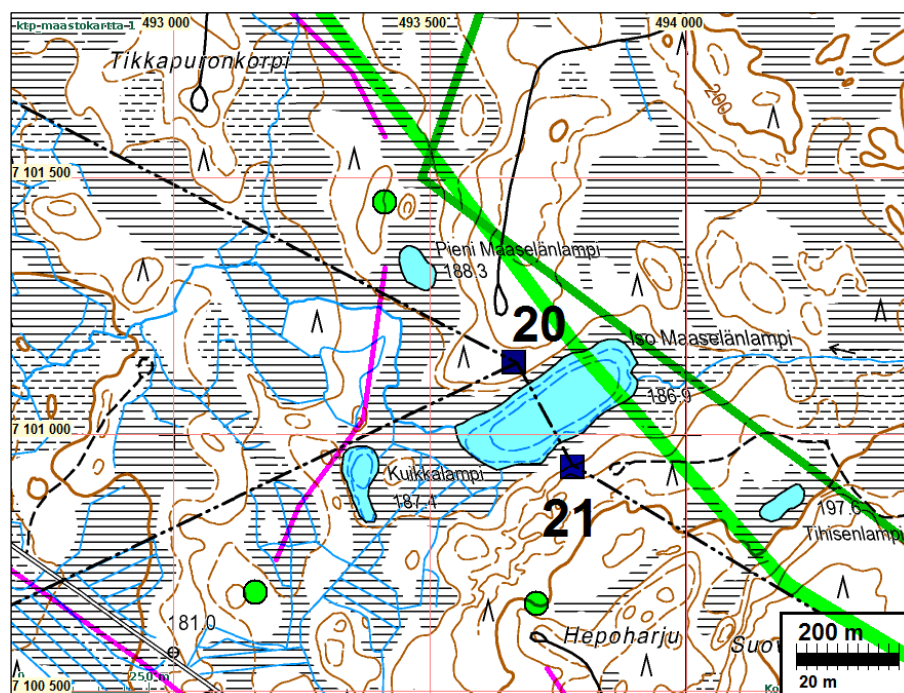 ktp-maastokartta-1
493 000
493 500
494 000
Tikkapuronkorpi
200
7 101 500
Pieni Maaselänlampi
188.3
20
Iso Maaselänlampi
186.9
7 101 000
Kuikkalampi
187.4
21
197.6
Tihisenlampi
181.0
Hepoharju
200 m
20 m
250 m
7 100 500